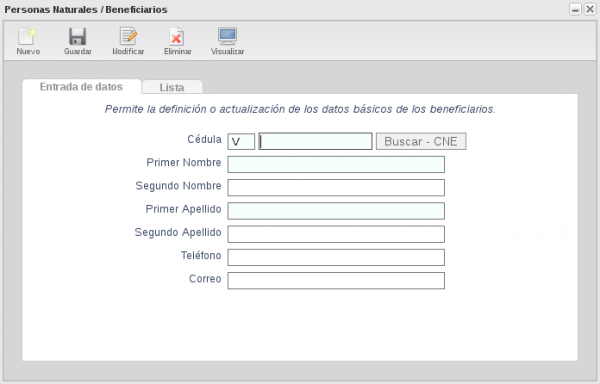 Personas Naturales / Beneficiarios
Nuevo Guardar Modificar Eliminar Visualizar
Entrada de datos Lista
Permite la definición o actualización de los datos básicos de los beneficiarios.
Cédula V Buscar - CNE
Primer Nombre
Segundo Nombre
Primer Apellido
Segundo Apellido
Teléfono
Correo